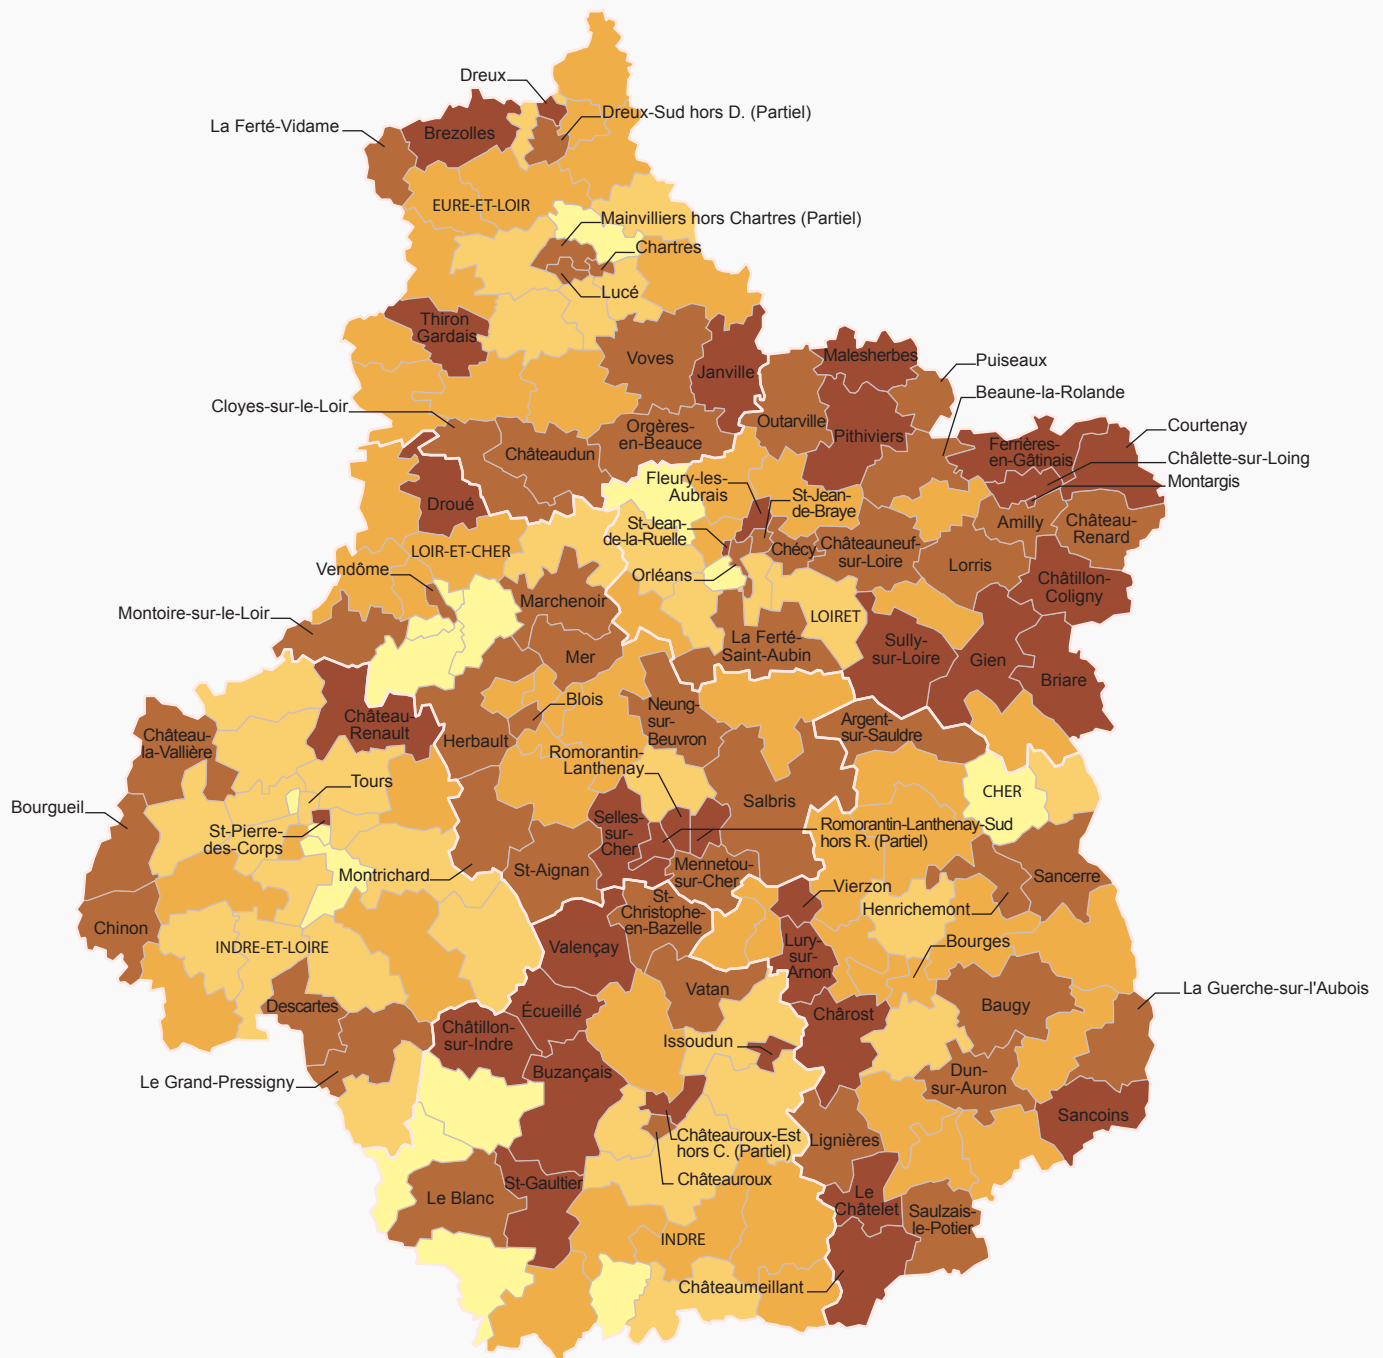 Dreux
Dreux-Sud hors D. (Partiel)
La Ferté-Vidame
Brezolles
EURE-ET-LOIR
Mainvilliers hors Chartres (Partiel)
Chartres
Lucé
Thiron
Gardais
Voves
Janville
Malesherbes
Puiseaux
Beaune-la-Rolande
Cloyes-sur-le-Loir
Orgères-
en-Beauce
Outarville
Pithiviers
Courtenay
Châteaudun
Ferrières-
en-Gâtinais
Châlette-sur-Loing
Montargis
Fleury-les-
Aubrais
St-Jean-
de-Braye
Droué
St-Jean-
de-la-Ruelle
Amilly
Château-
Renard
LOIR-ET-CHER
Chécy
Châteauneuf-
sur-Loire
Lorris
Vendôme
Orléans
Châtillon-
Coligny
Montoire-sur-le-Loir
Marchenoir
LOIRET
La Ferté-
Saint-Aubin
Sully-
sur-Loire
Gien
Mer
Briare
Château-
Renault
Blois
Neung-
sur-
Beuvron
Argent-
sur-Sauldre
Château-
la-Vallière
Herbault
Romorantin-
Lanthenay
Tours
CHER
Bourgueil
Salbris
St-Pierre-
des-Corps
Selles-
sur-
Cher
Romorantin-Lanthenay-Sud
hors R. (Partiel)
Montrichard
St-Aignan
Mennetou-
sur-Cher
Sancerre
Vierzon
Henrichemont
St-
Christophe-
en-Bazelle
Chinon
INDRE-ET-LOIRE
Valençay
Lury-
sur-
Arnon
Bourges
Vatan
La Guerche-sur-l'Aubois
Descartes
Écueillé
Baugy
Châtillon-
sur-Indre
Chârost
Issoudun
Le Grand-Pressigny
Buzançais
Dun-
sur-Auron
Sancoins
Châteauroux-Est
hors C. (Partiel)
Lignières
Châteauroux
St-Gaultier
Le Blanc
Le
Châtelet
Saulzais-
le-Potier
INDRE
Châteaumeillant